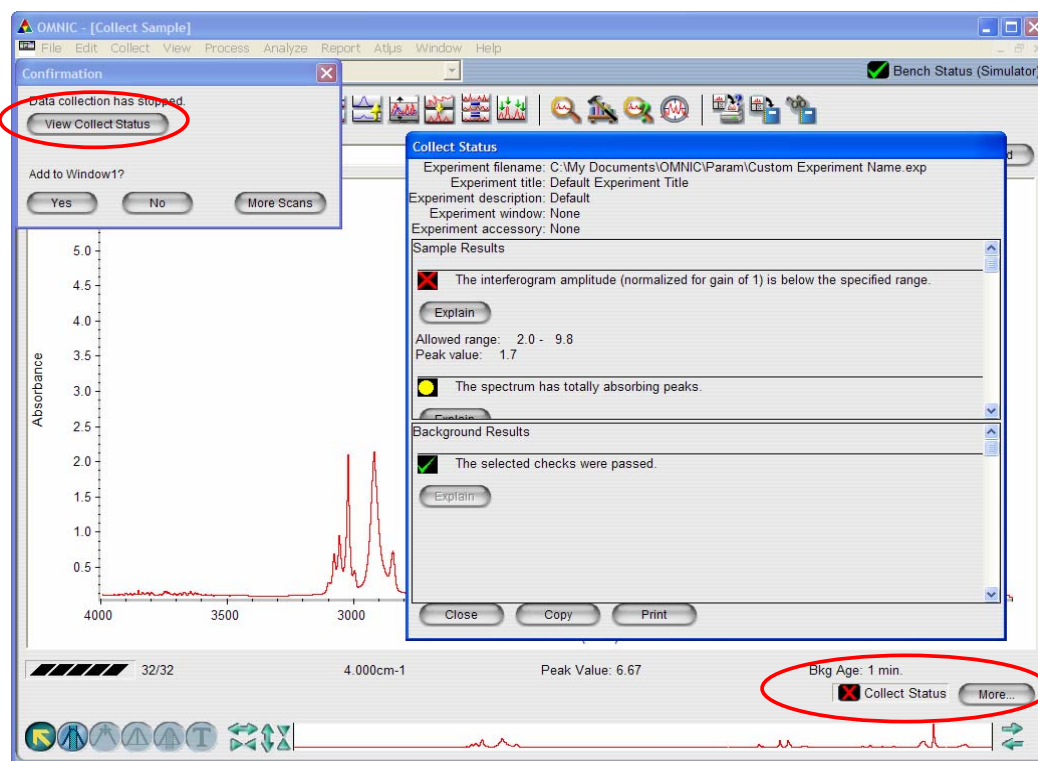 OMNIC - [Collect Sample]
File Edit Collect View Process Analyze Report Atlµs Window Help
Confirmation
Bench Status (Simulator)
Data collection has stopped.
View Collect Status
Add to Window1?
Yes No More Scans
Collect Status
Experiment filename: C:\My Documents\OMNIC\Param\Custom Experiment Name.exp
Experiment title: Default Experiment Title
Experiment description: Default
Experiment window: None
Experiment accessory: None
Sample Results
The interferogram amplitude (normalized for gain of 1) is below the specified range.
Explain
Allowed range: 2.0 - 9.8
Peak value: 1.7
The spectrum has totally absorbing peaks.
Explain
Background Results
The selected checks were passed.
Explain
Close Copy Print
5.0
4.5
4.0
3.5
3.0
2.5
2.0
1.5
1.0
0.5
Absorbance
4000 3500 3000
32/32 4.000cm-1 Peak Value: 6.67 Bkg Age: 1 min.
Collect Status More...
T